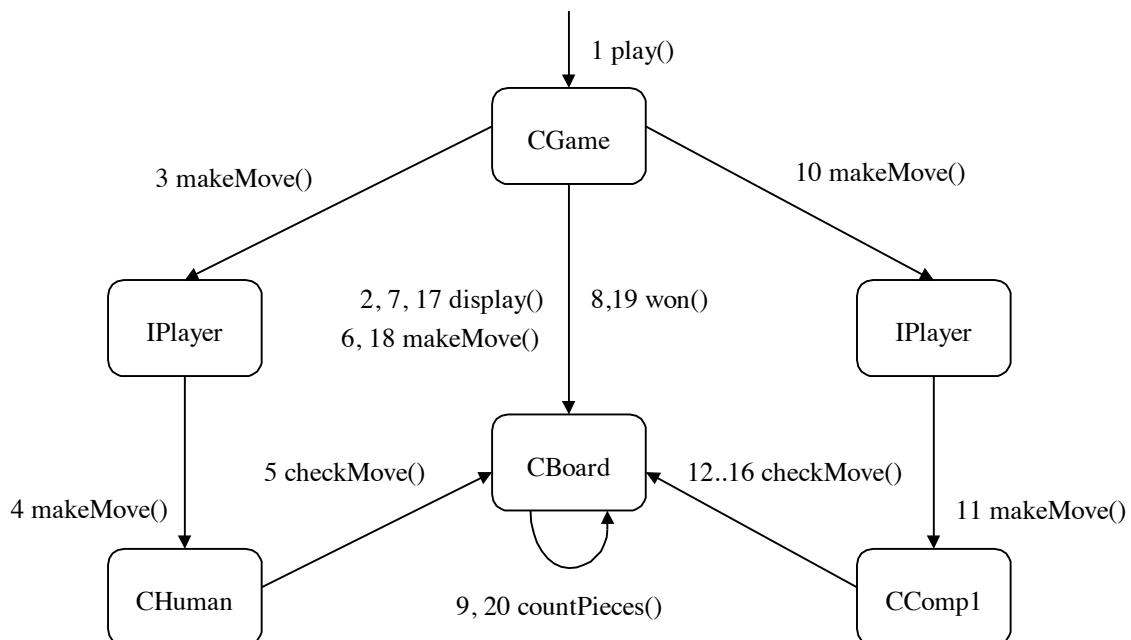 1 play()
CGame
3 makeMove()
10 makeMove()
2, 7, 17 display()
8,19 won()
6, 18 makeMove()
IPlayer
IPlayer
CBoard
5 checkMove()
12..16 checkMove()
4 makeMove()
11 makeMove()
CHuman
9, 20 countPieces()
CComp1